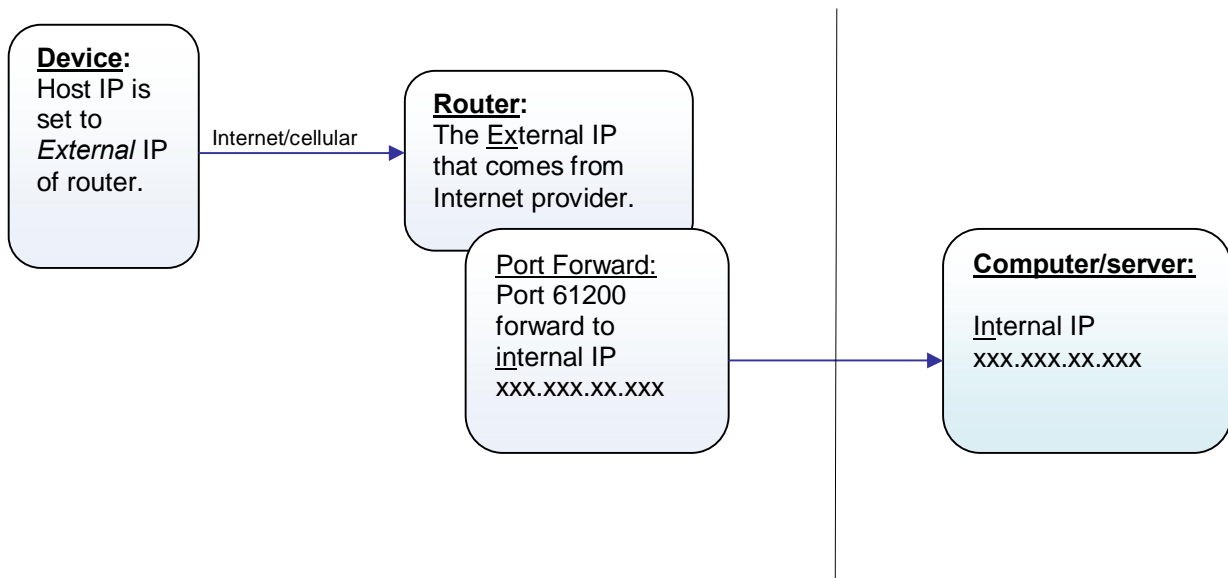 Device:
Host IP is
set to
External IP
of router.
Internet/cellular
Router:
The External IP
that comes from
Internet provider.
Port Forward:
Port 61200
forward to
internal IP
xxx.xxx.xx.xxx
Computer/server:
Internal IP
xxx.xxx.xx.xxx